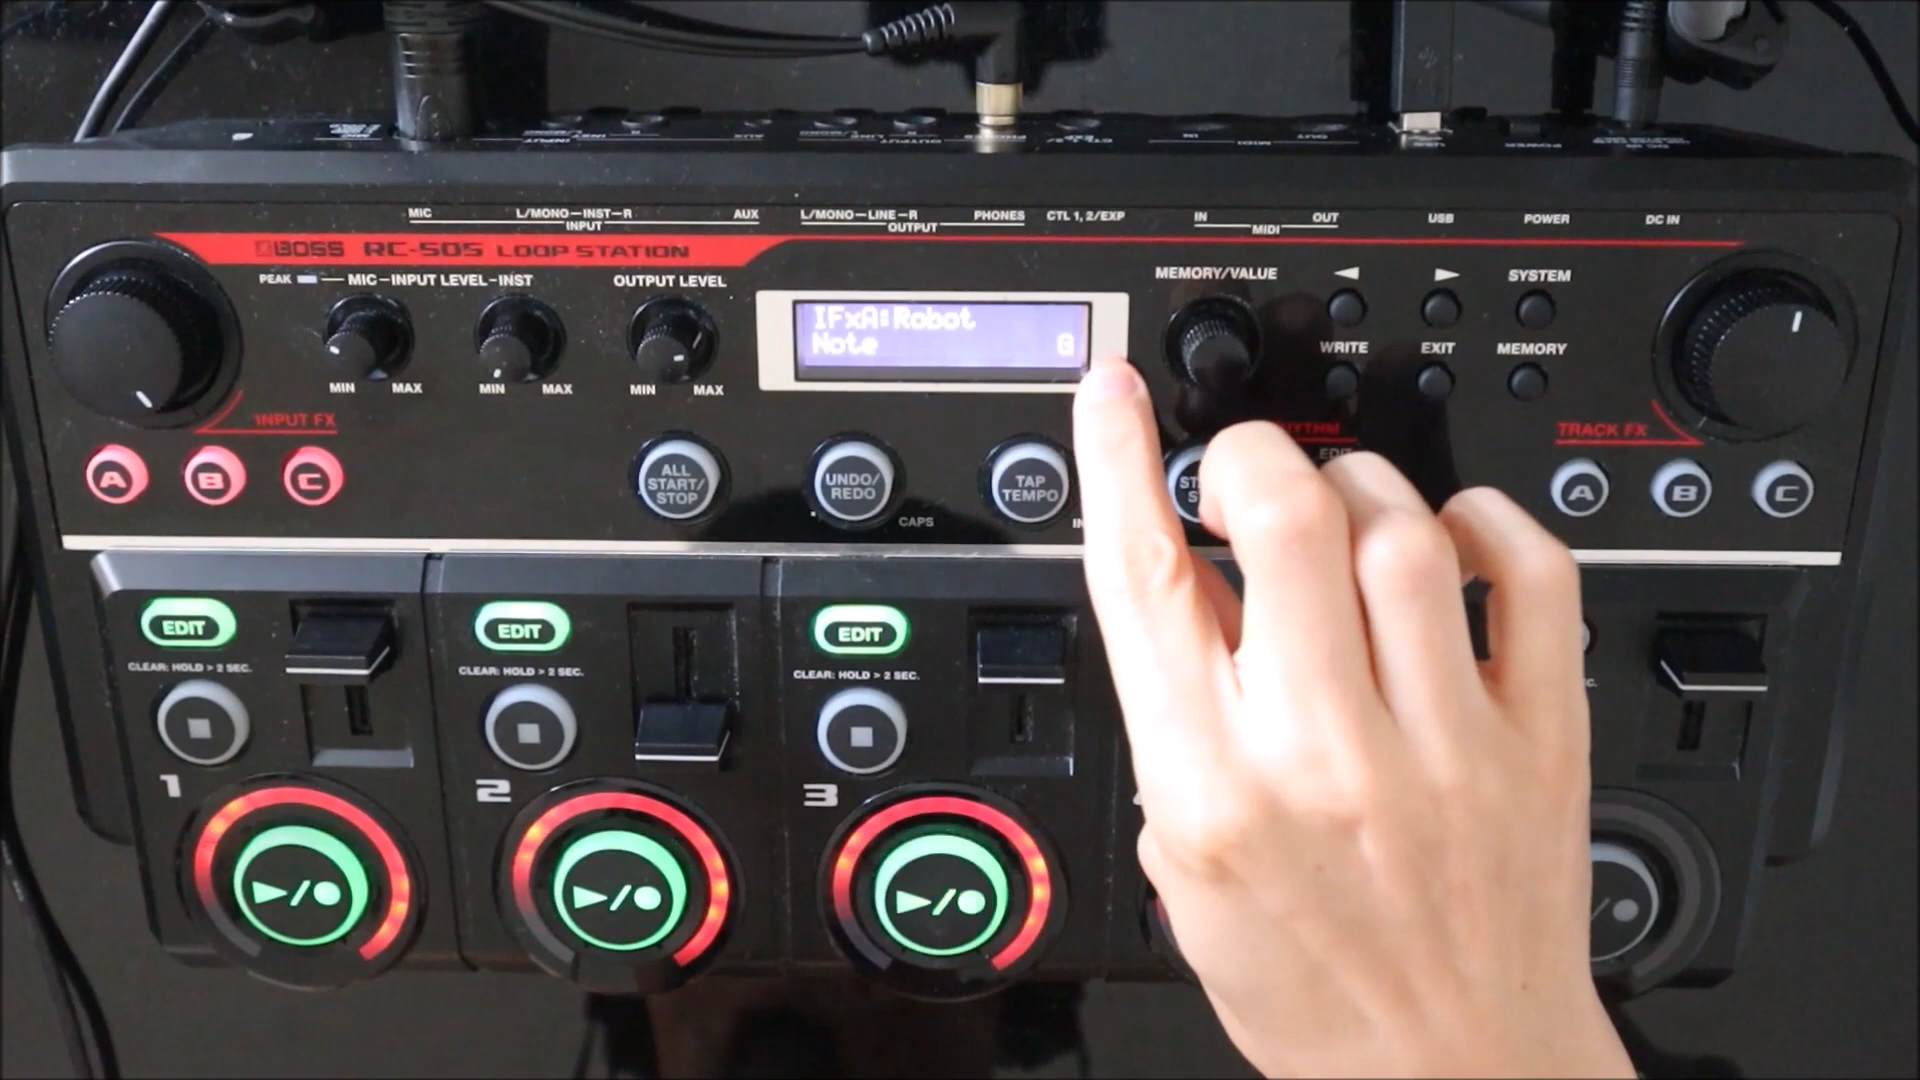 MIC L/MONO—INST—R AUX L/MONO—LINE—R PHONES CTL 1, 2/EXP IN OUT USB POWER DC IN
INPUT OUTPUT MIDI
BOSS RC-505 LOOP STATION
PEAK MIC—INPUT LEVEL—INST OUTPUT LEVEL MEMORY/VALUE SYSTEM
IFxA:Robot
Note G
WRITE EXIT MEMORY
MIN MAX MIN MAX MIN MAX
INPUT FX
TRACK FX
A B C
ALL START/STOP
UNDO/REDO
TAP TEMPO
A B C
CAPS
EDIT EDIT EDIT
CLEAR: HOLD > 2 SEC. CLEAR: HOLD > 2 SEC. CLEAR: HOLD > 2 SEC.
1 2 3